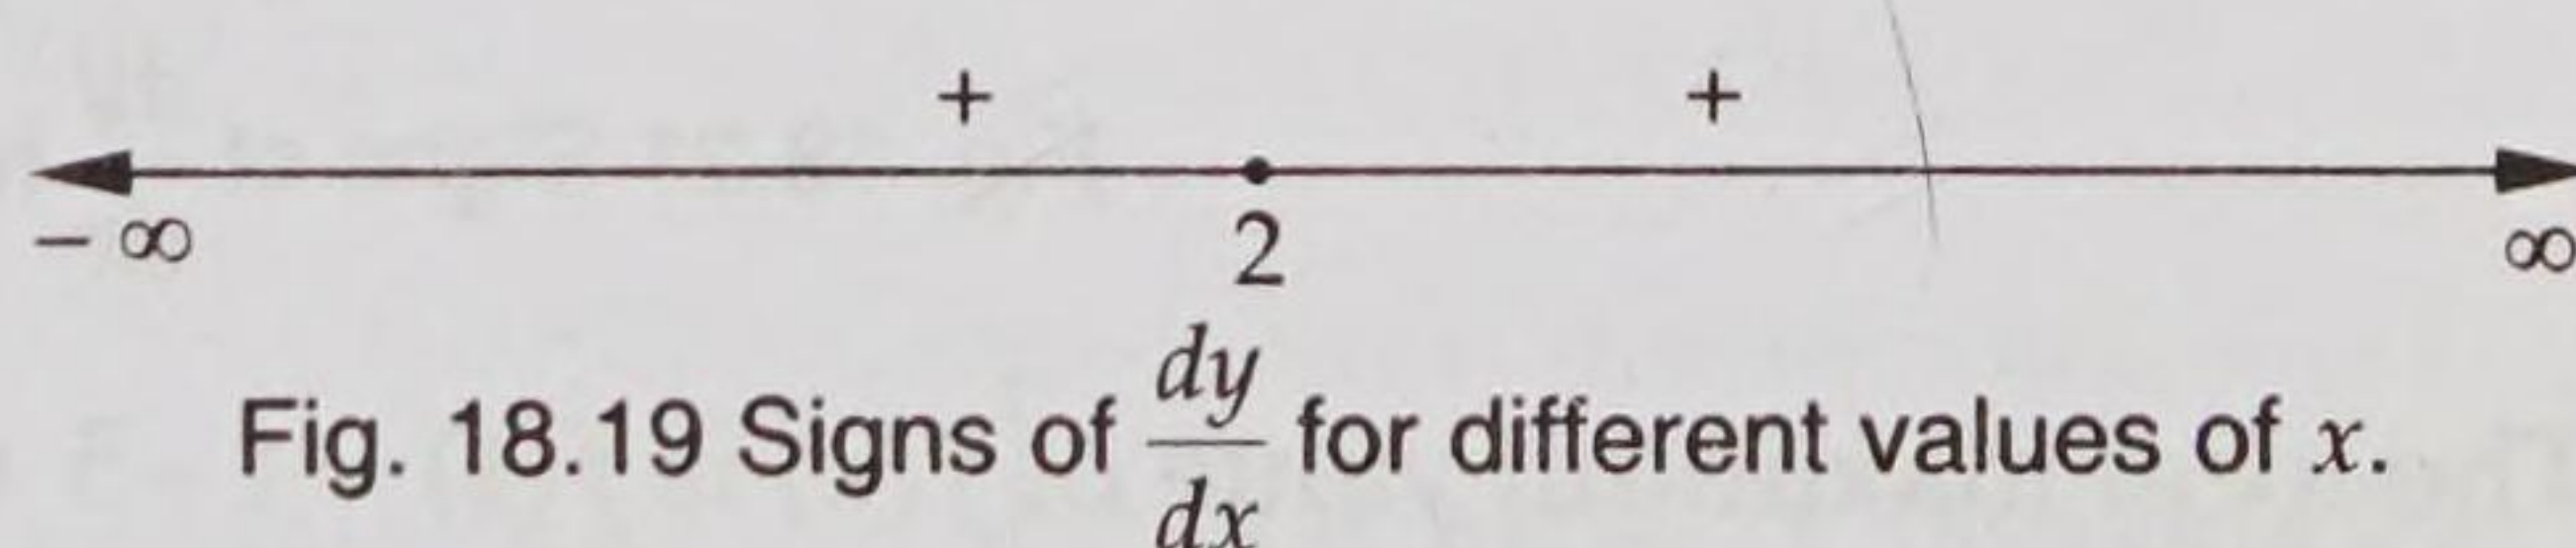 + +
− ∞ 2 ∞
Fig. 18.19 Signs of dy/dx for different values of x.